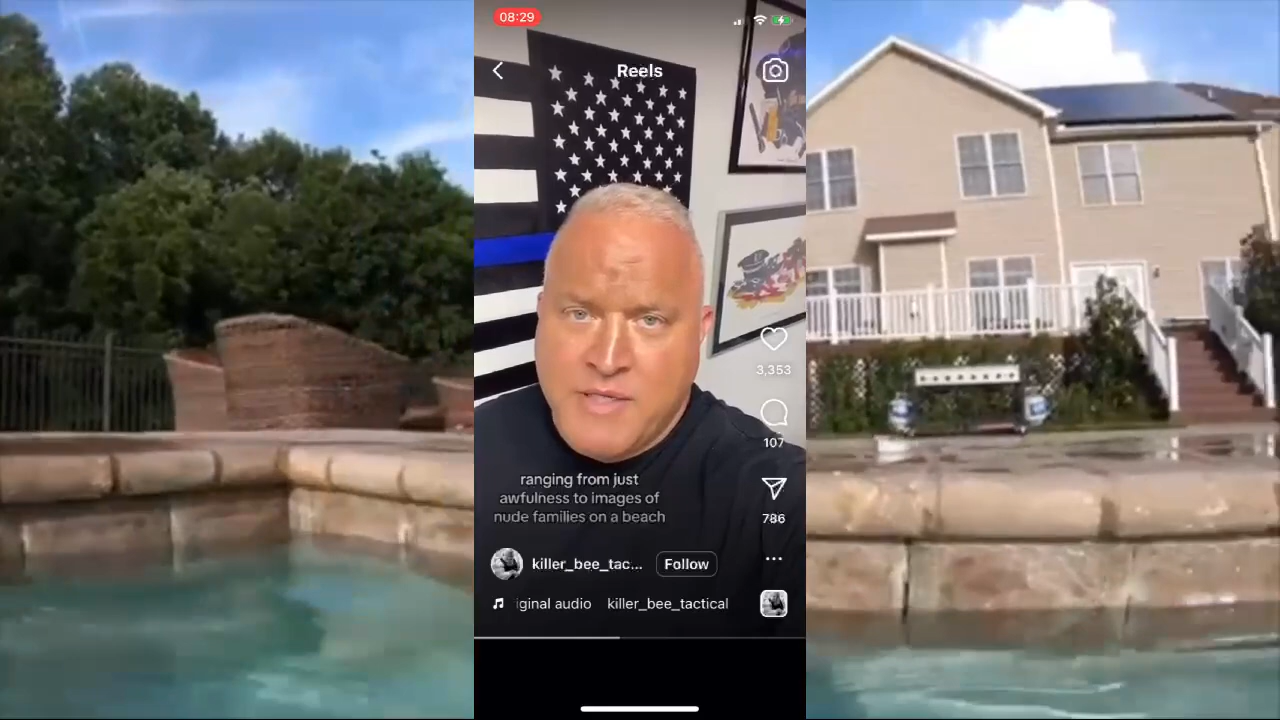 08:29
Reels
3,353
107
786
ranging from just
awfulness to images of
nude families on a beach
killer_bee_tac...
Follow
iginal audio killer_bee_tactical